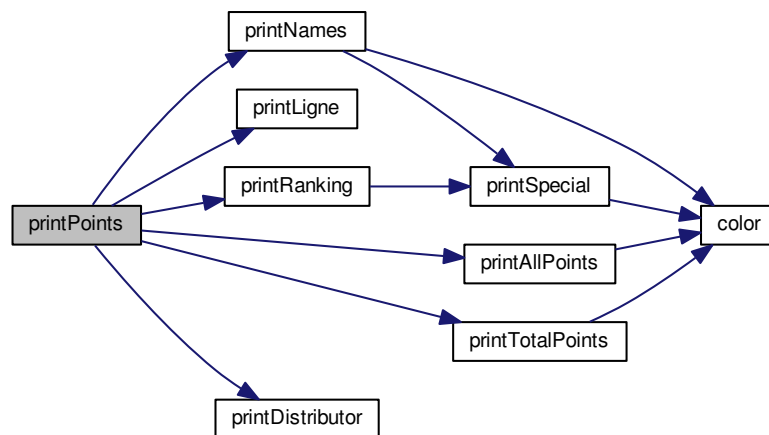 printNames
printLigne
printRanking
printSpecial
printPoints
color
printAllPoints
printTotalPoints
printDistributor